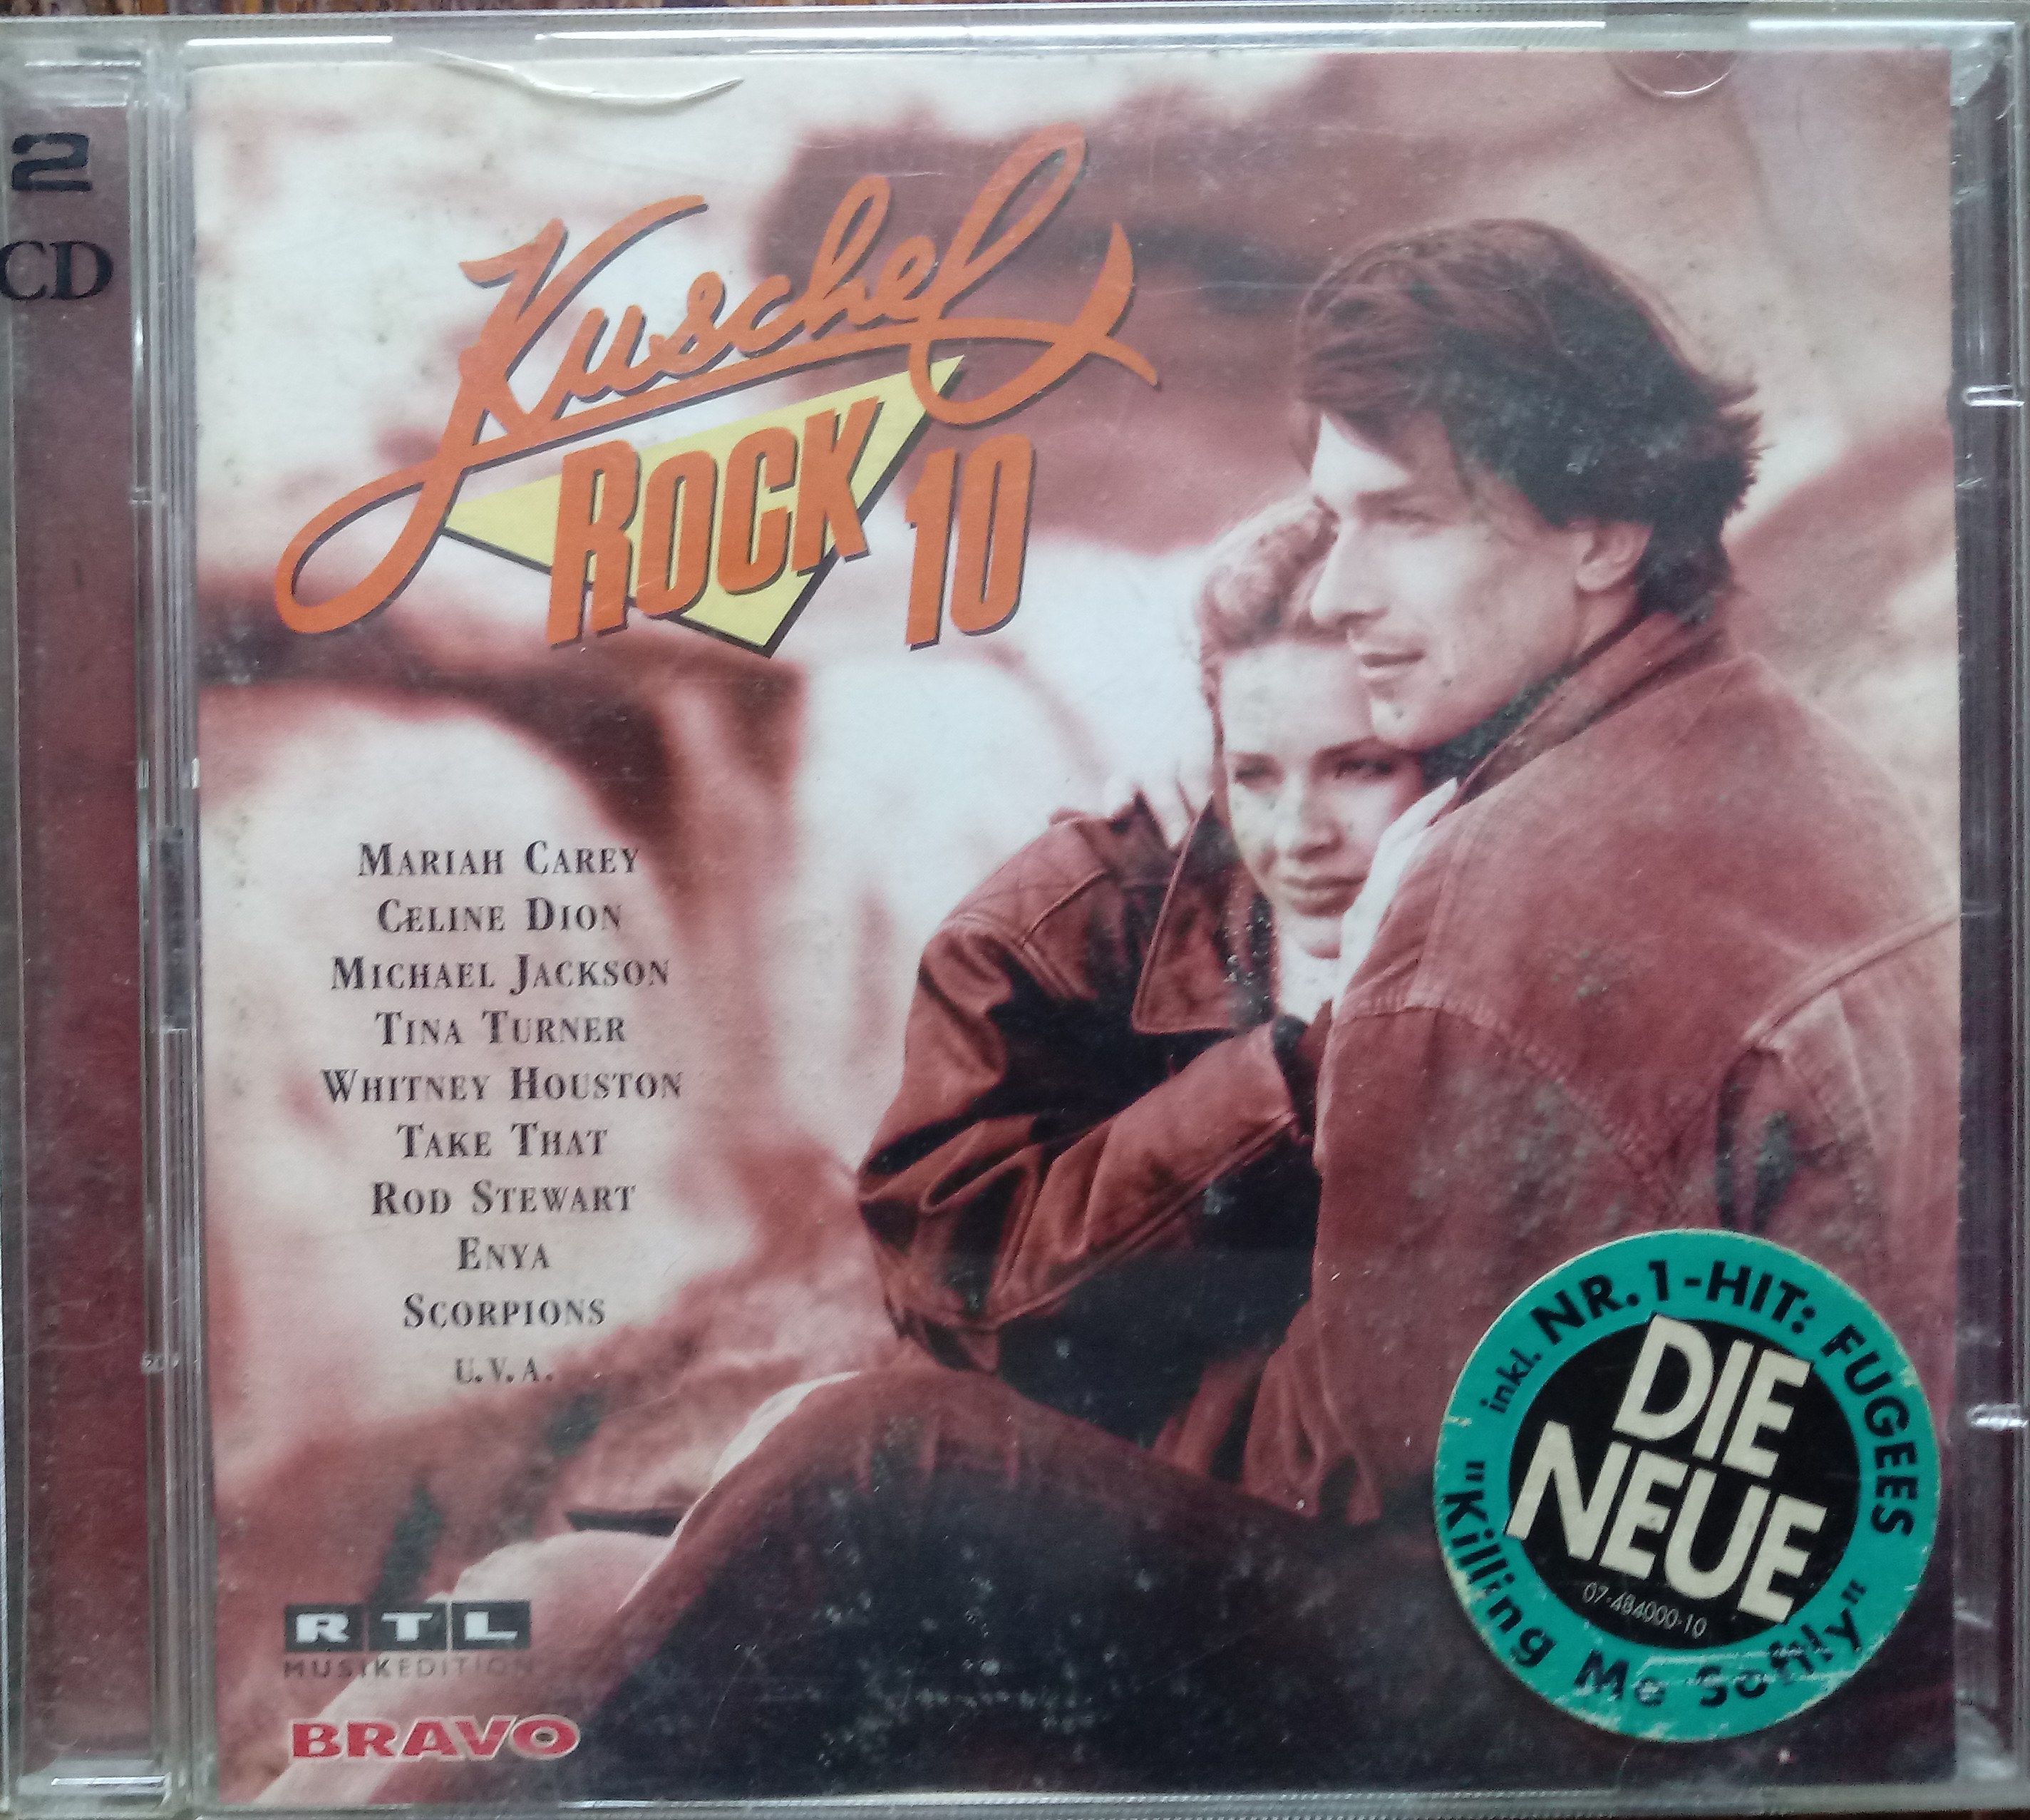 2
CD
Kuschel
ROCK 10
MARIAH CAREY
CELINE DION
MICHAEL JACKSON
TINA TURNER
WHITNEY HOUSTON
TAKE THAT
ROD STEWART
ENYA
SCORPIONS
U.V.A.
RTL
MUSIKEDITION
BRAVO
inkl. NR.1-HIT: FUGEES
"Killing Me Softly"
DIE
NEUE
07-484000-10